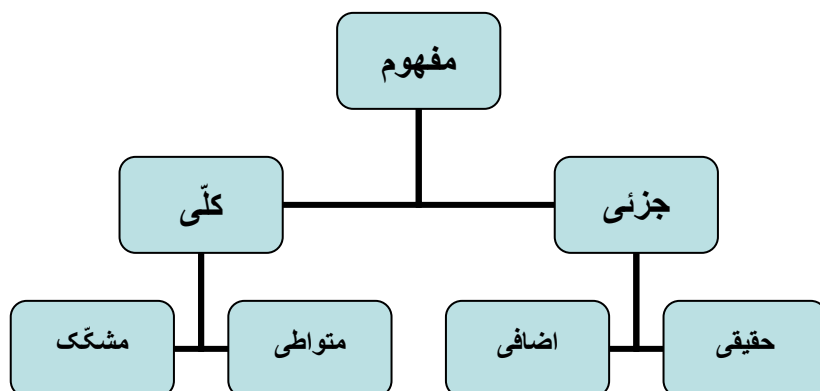 مفهوم
جزئی
کلّی
حقیقی
اضافی
متواطی
مشکّک